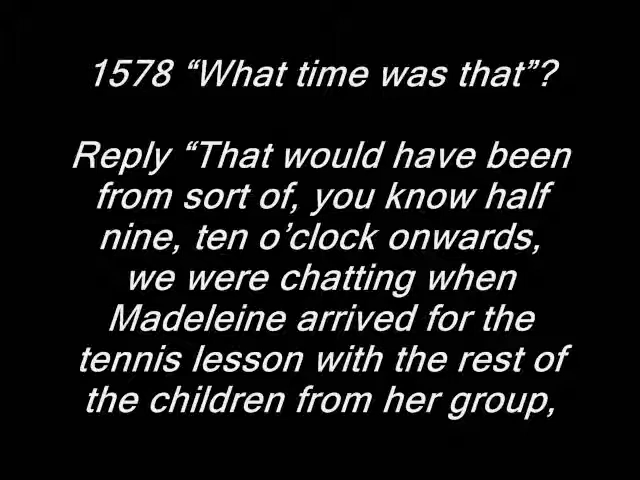 1578 “What time was that”?
Reply “That would have been
from sort of, you know half
nine, ten o’clock onwards,
we were chatting when
Madeleine arrived for the
tennis lesson with the rest of
the children from her group,